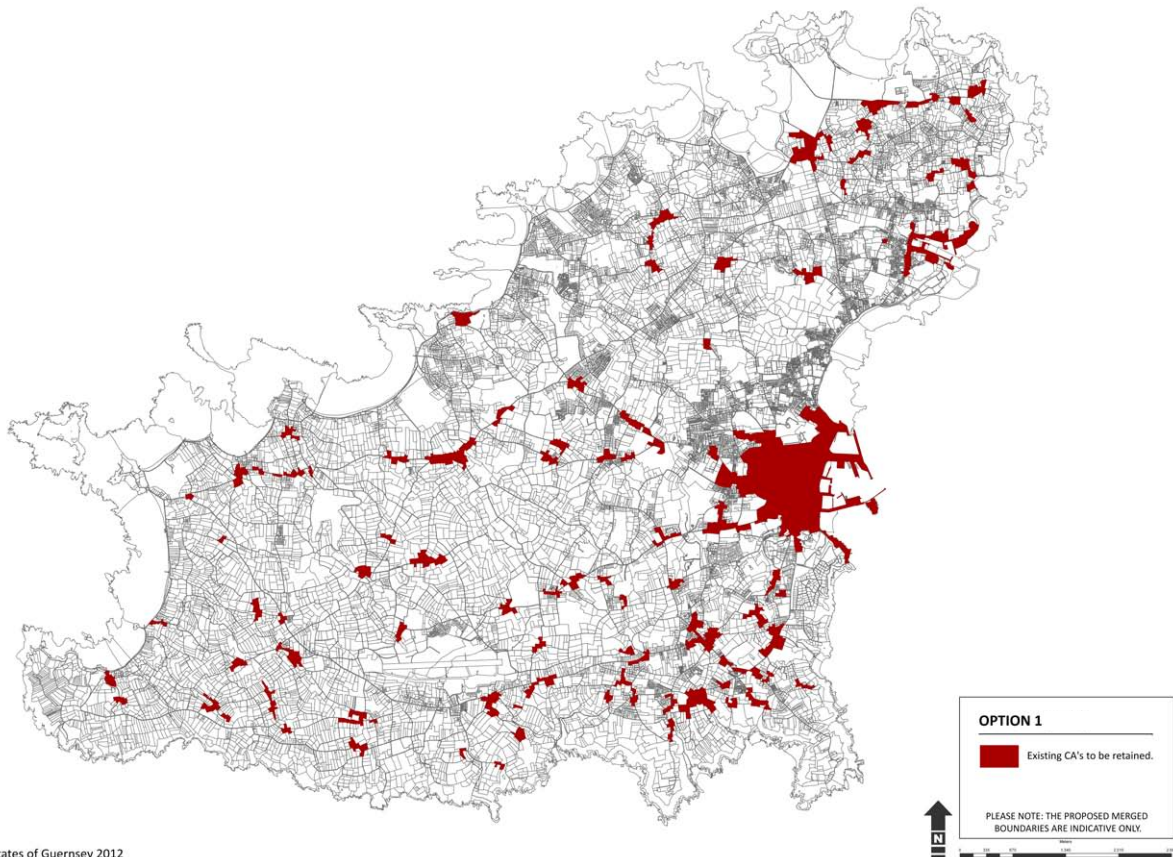 OPTION 1
Existing CA's to be retained.
PLEASE NOTE: THE PROPOSED MERGED
BOUNDARIES ARE INDICATIVE ONLY.
N
Meters
of Guernsey 2012